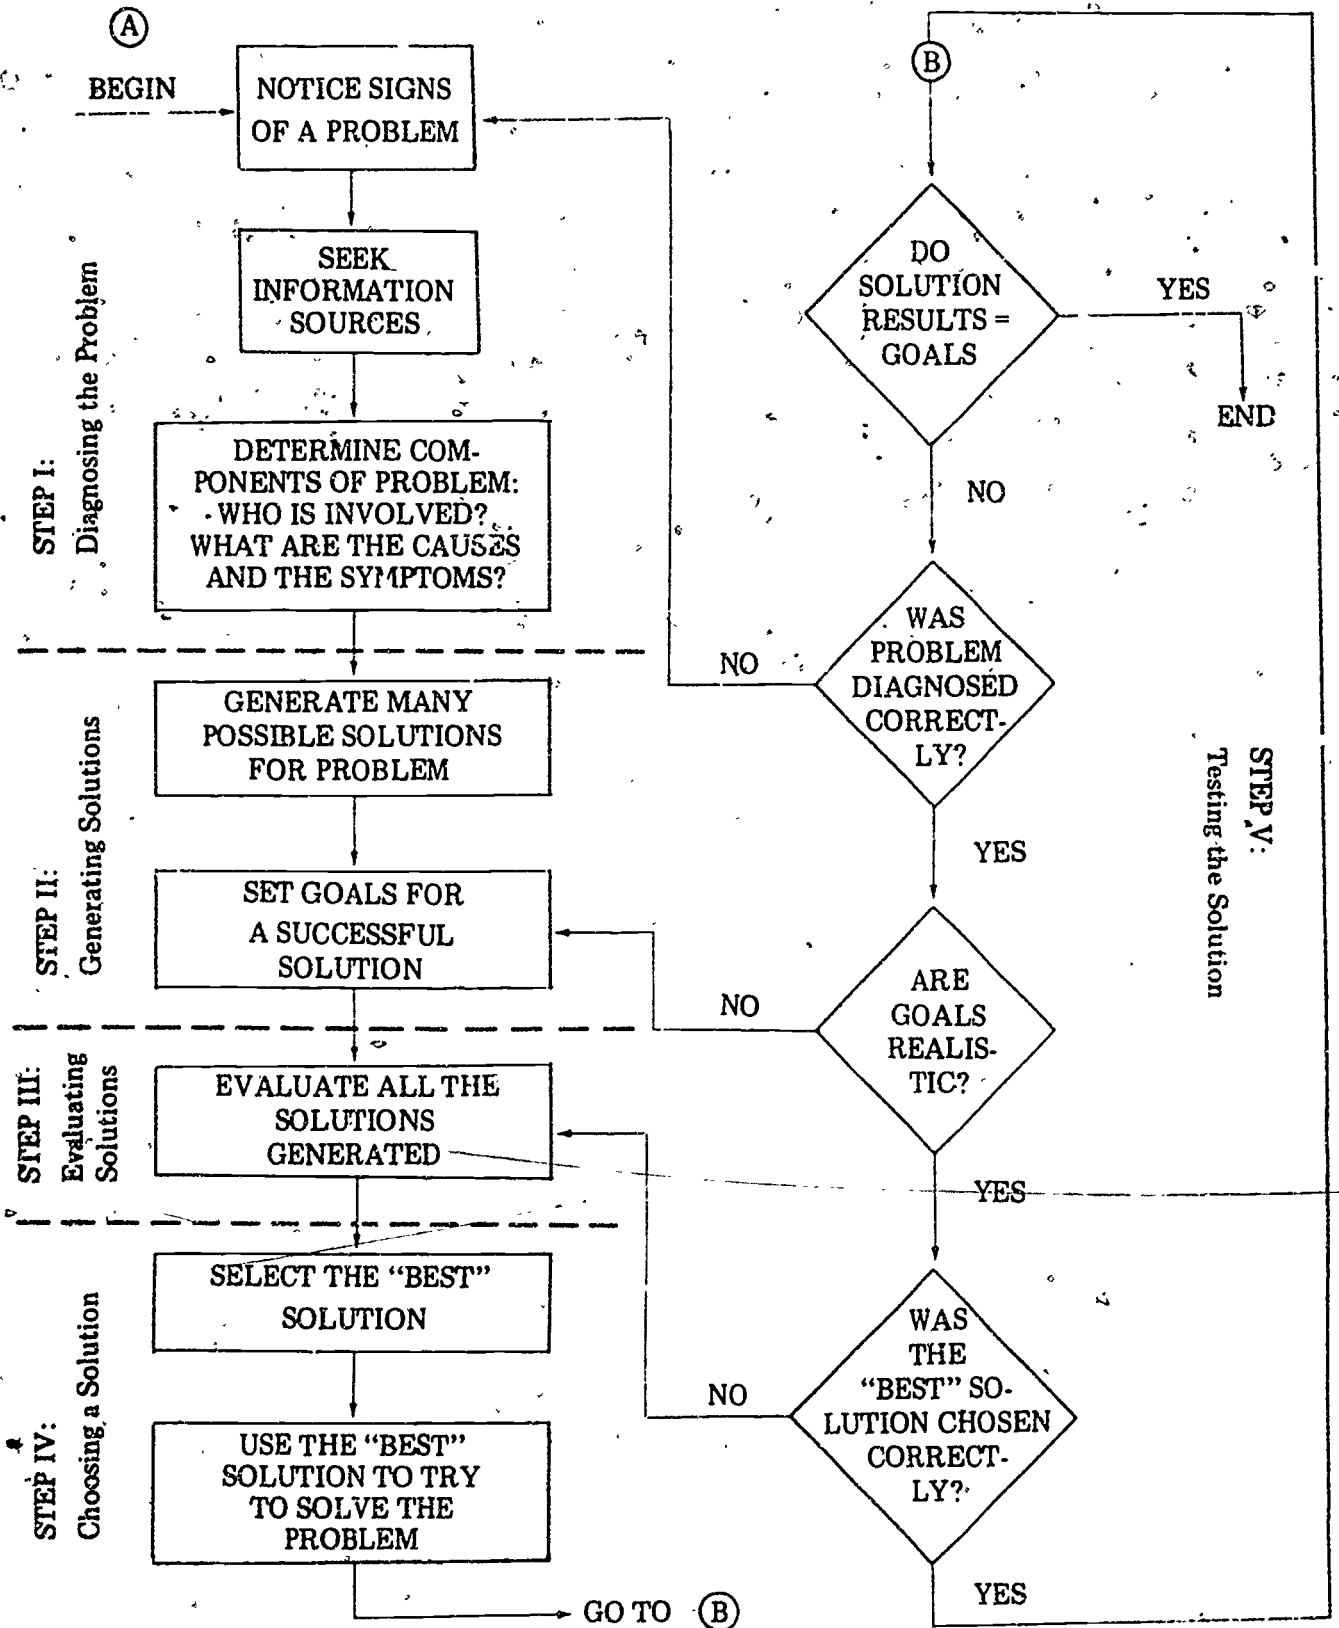 A
BEGIN
NOTICE SIGNS
OF A PROBLEM
SEEK
INFORMATION
SOURCES
STEP I:
Diagnosing the Problem
DETERMINE COM-
PONENTS OF PROBLEM:
WHO IS INVOLVED?
WHAT ARE THE CAUSES
AND THE SYMPTOMS?
GENERATE MANY
POSSIBLE SOLUTIONS
FOR PROBLEM
STEP II:
Generating Solutions
SET GOALS FOR
A SUCCESSFUL
SOLUTION
STEP III:
Evaluating
Solutions
EVALUATE ALL THE
SOLUTIONS
GENERATED
SELECT THE “BEST”
SOLUTION
STEP IV:
Choosing a Solution
USE THE “BEST”
SOLUTION TO TRY
TO SOLVE THE
PROBLEM
GO TO B
B
DO
SOLUTION
RESULTS =
GOALS
YES
END
NO
WAS
PROBLEM
DIAGNOSED
CORRECT-
LY?
NO
YES
STEP V:
Testing the Solution
ARE
GOALS
REALIS-
TIC?
NO
YES
WAS
THE
“BEST” SO-
LUTION CHOSEN
CORRECT-
LY?
NO
YES